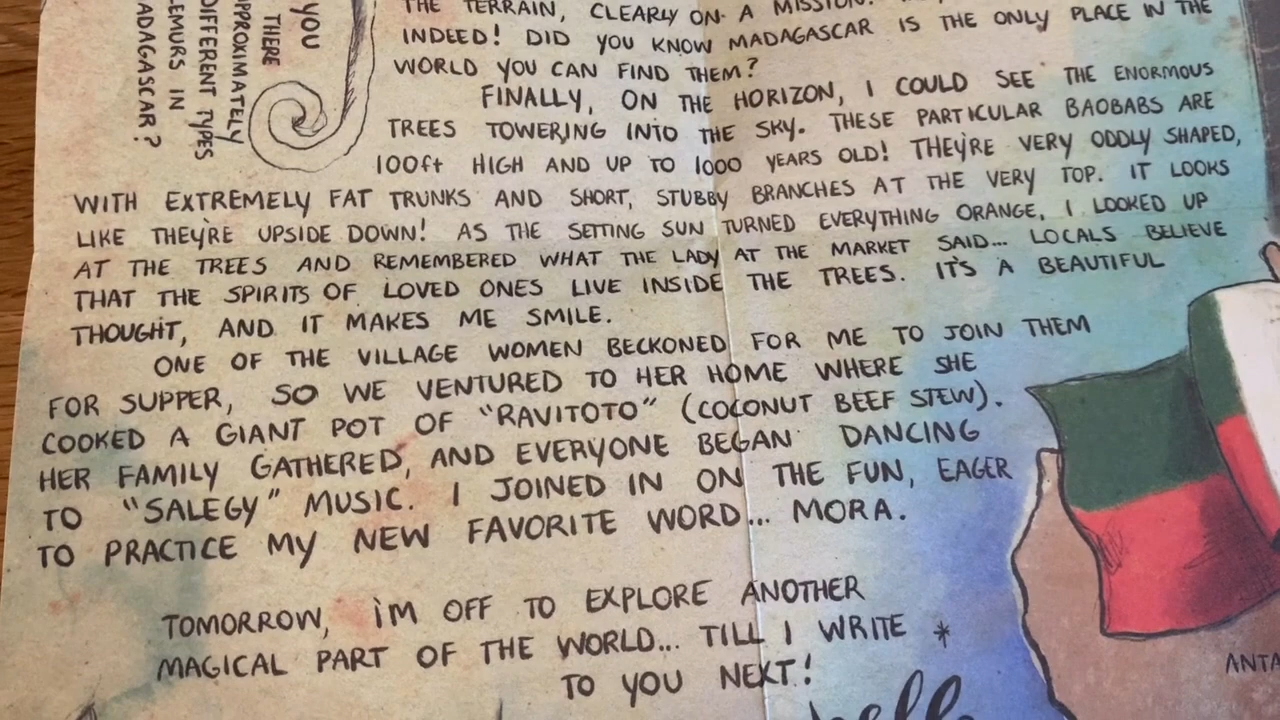 YOU
THERE
APPROXIMATELY
DIFFERENT TYPES
LEMURS IN
MADAGASCAR?
THE TERRAIN, CLEARLY ON A MISSION.
INDEED! DID YOU KNOW MADAGASCAR IS THE ONLY PLACE IN THE
WORLD YOU CAN FIND THEM?
FINALLY, ON THE HORIZON, I COULD SEE THE ENORMOUS
TREES TOWERING INTO THE SKY. THESE PARTICULAR BAOBABS ARE
100ft HIGH AND UP TO 1000 YEARS OLD! THEY'RE VERY ODDLY SHAPED,
WITH EXTREMELY FAT TRUNKS AND SHORT, STUBBY BRANCHES AT THE VERY TOP. IT LOOKS
LIKE THEY'RE UPSIDE DOWN! AS THE SETTING SUN TURNED EVERYTHING ORANGE, I LOOKED UP
AT THE TREES AND REMEMBERED WHAT THE LADY AT THE MARKET SAID... LOCALS BELIEVE
THAT THE SPIRITS OF LOVED ONES LIVE INSIDE THE TREES. IT'S A BEAUTIFUL
THOUGHT, AND IT MAKES ME SMILE.
ONE OF THE VILLAGE WOMEN BECKONED FOR ME TO JOIN THEM
FOR SUPPER, SO WE VENTURED TO HER HOME WHERE SHE
COOKED A GIANT POT OF "RAVITOTO" (COCONUT BEEF STEW).
HER FAMILY GATHERED, AND EVERYONE BEGAN DANCING
TO "SALEGY" MUSIC. I JOINED IN ON THE FUN, EAGER
TO PRACTICE MY NEW FAVORITE WORD... MORA.
TOMORROW, I'M OFF TO EXPLORE ANOTHER
MAGICAL PART OF THE WORLD... TILL I WRITE *
TO YOU NEXT!
ANTA